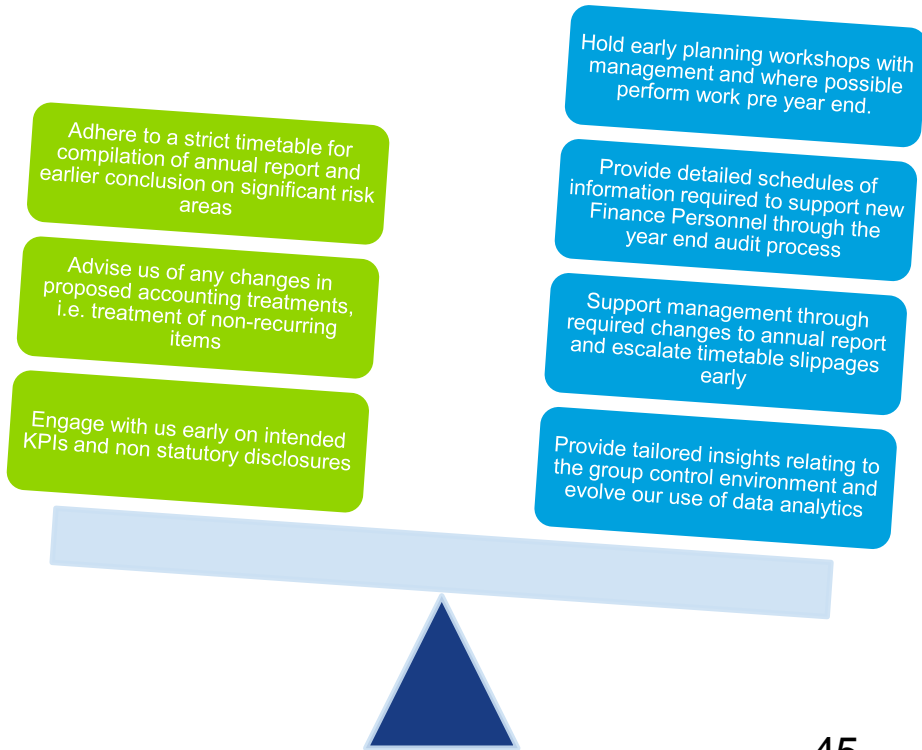 Adhere to a strict timetable for
compilation of annual report and
earlier conclusion on significant risk
areas
Advise us of any changes in
proposed accounting treatments,
i.e. treatment of non-recurring
items
Engage with us early on intended
KPIs and non statutory disclosures
Hold early planning workshops with
management and where possible
perform work pre year end.
Provide detailed schedules of
information required to support new
Finance Personnel through the
year end audit process
Support management through
required changes to annual report
and escalate timetable slippages
early
Provide tailored insights relating to
the group control environment and
evolve our use of data analytics
45